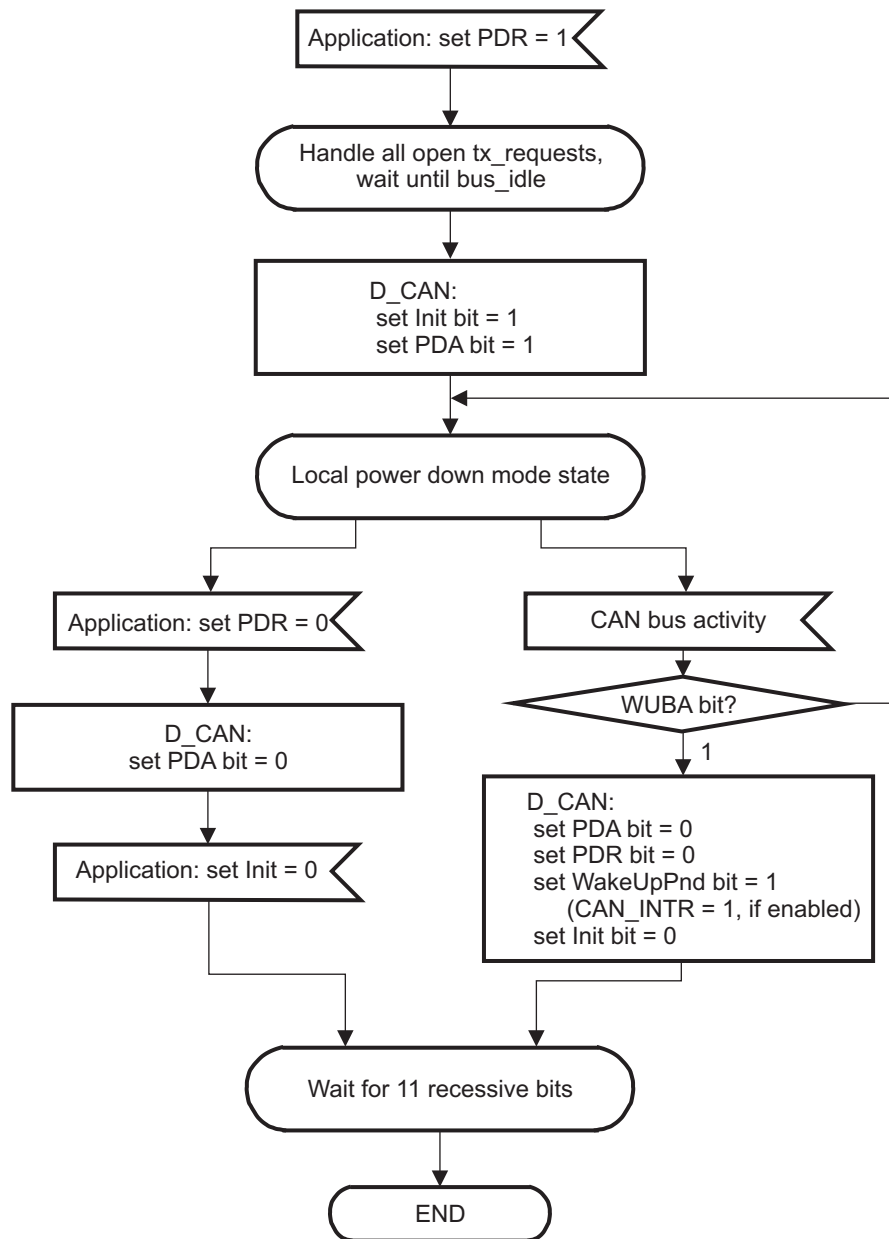 Application: set PDR = 1
Handle all open tx_requests,
wait until bus_idle
D_CAN:
set Init bit = 1
set PDA bit = 1
Local power down mode state
Application: set PDR = 0
D_CAN:
set PDA bit = 0
Application: set Init = 0
CAN bus activity
WUBA bit?
1
D_CAN:
set PDA bit = 0
set PDR bit = 0
set WakeUpPnd bit = 1
(CAN_INTR = 1, if enabled)
set Init bit = 0
Wait for 11 recessive bits
END